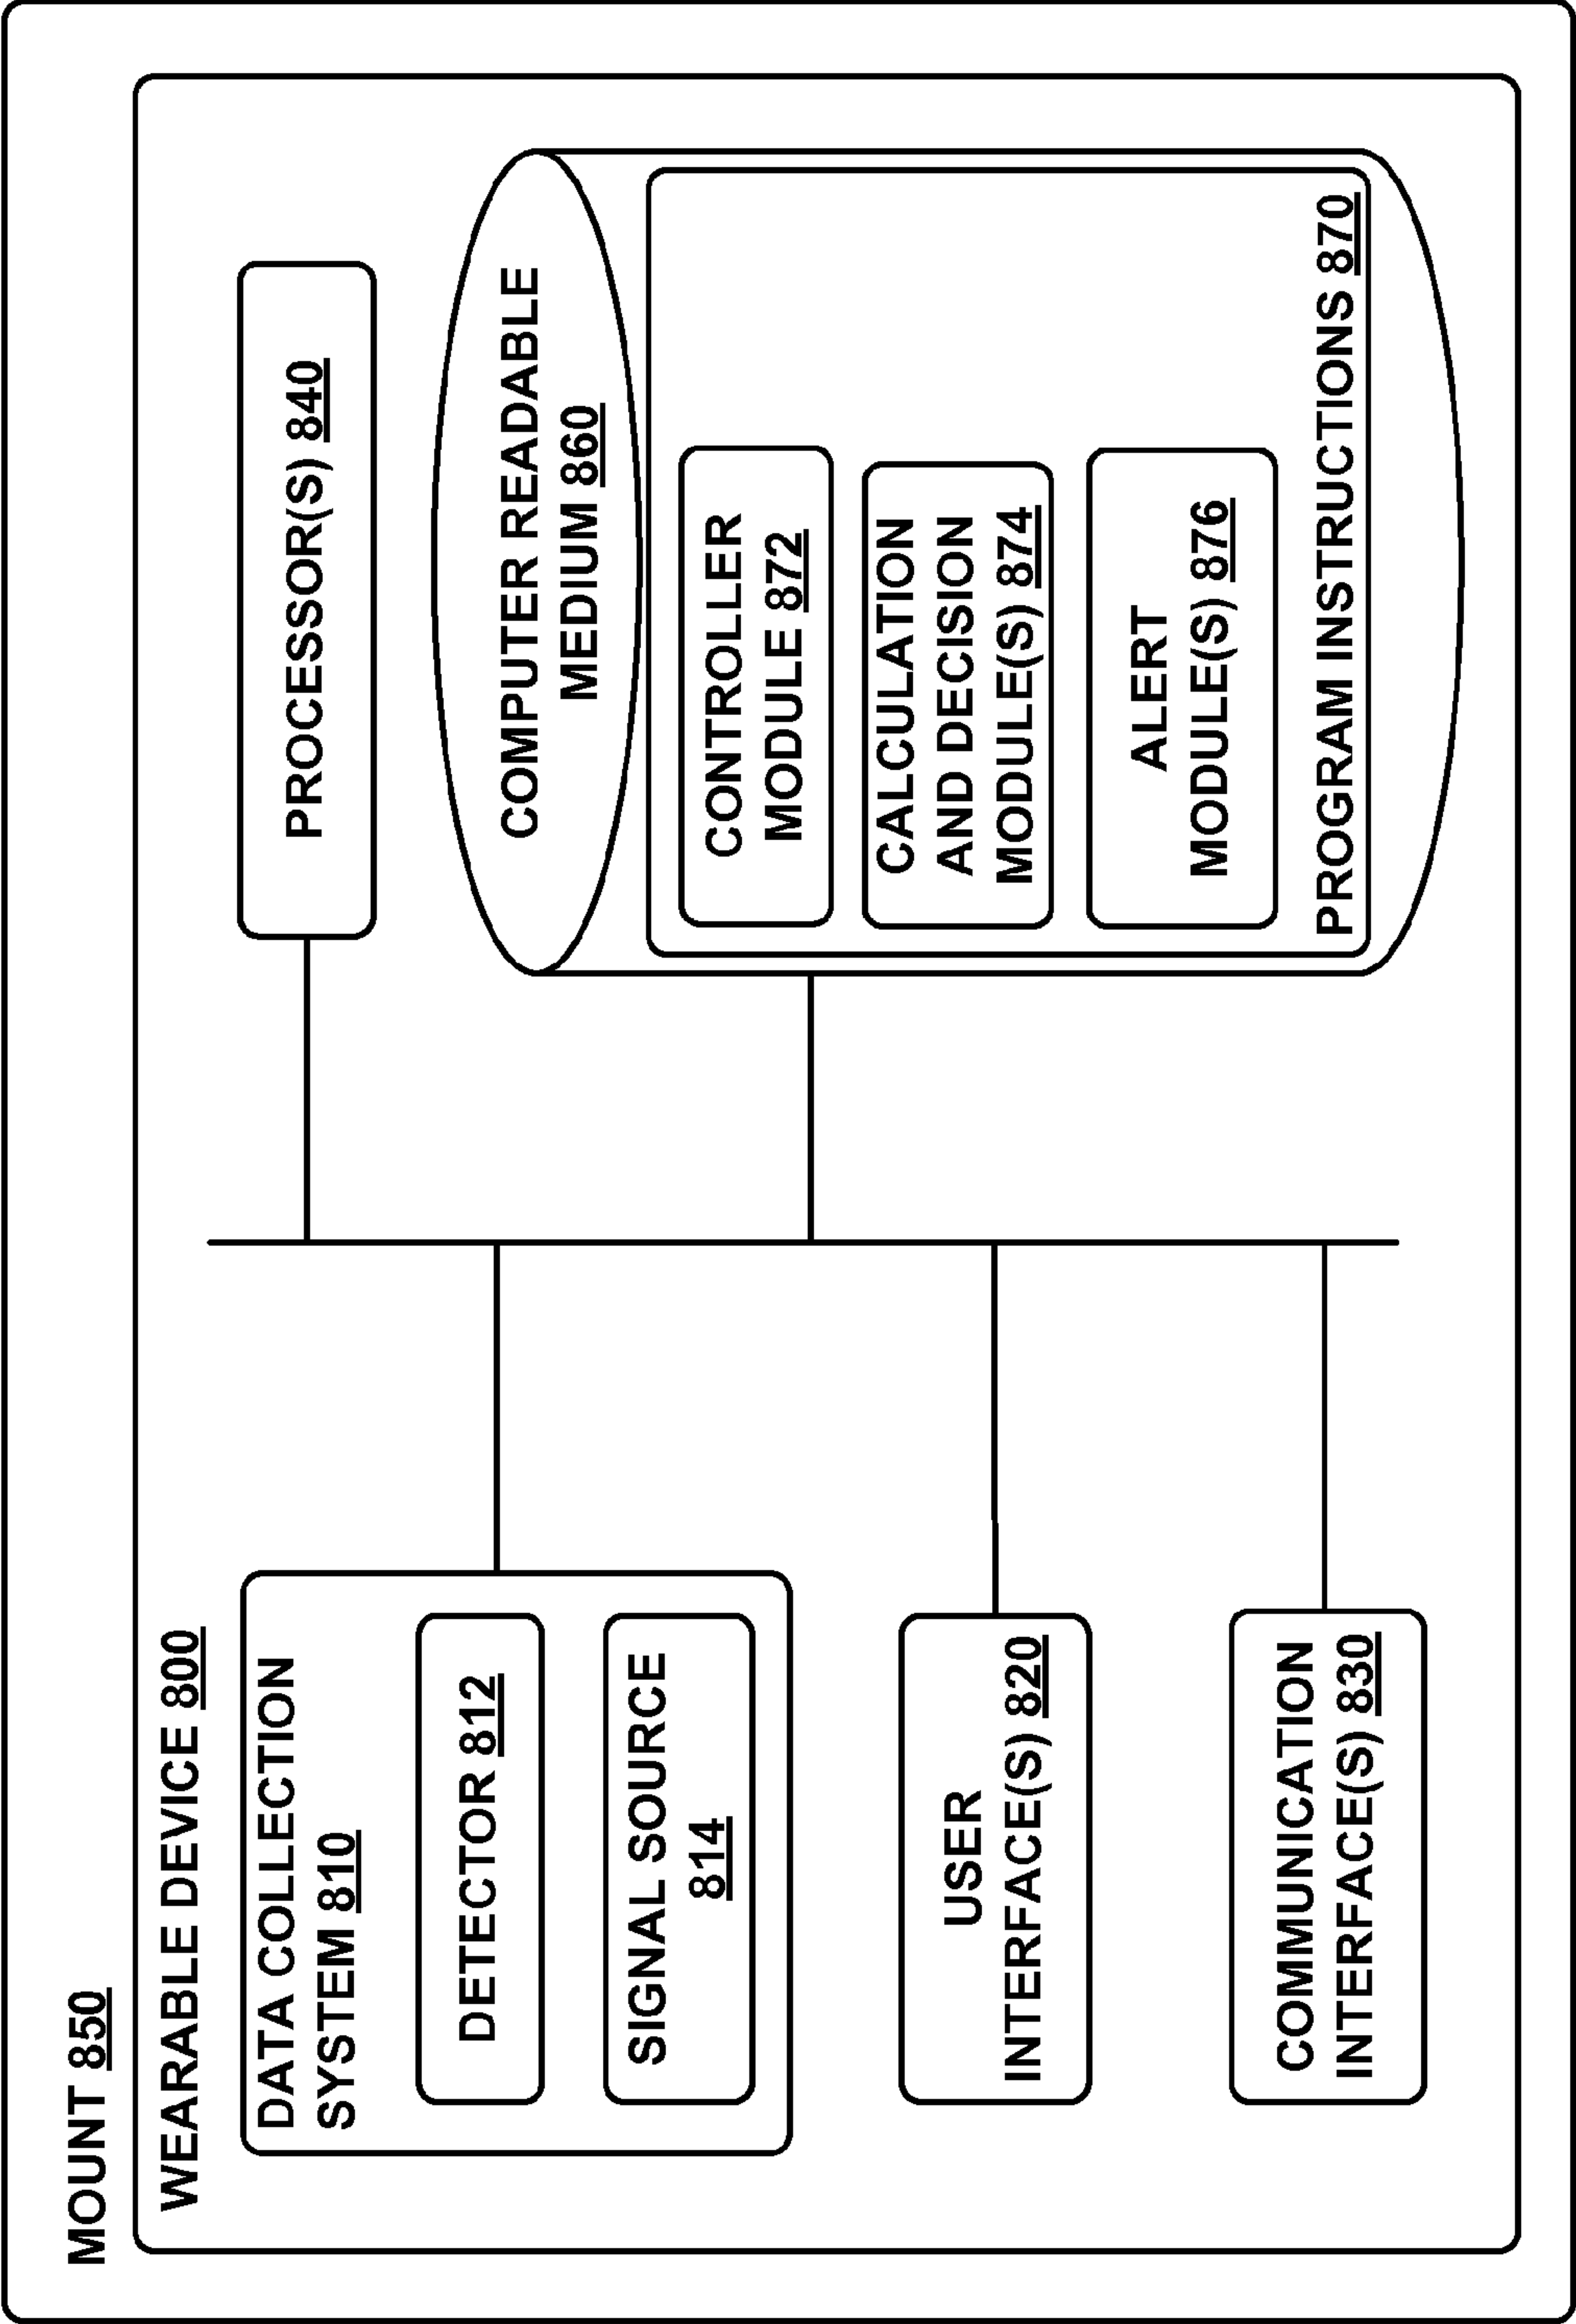 MOUNT 850
WEARABLE DEVICE 800
DATA COLLECTION
SYSTEM 810
DETECTOR 812
SIGNAL SOURCE
814
USER
INTERFACE(S) 820
COMMUNICATION
INTERFACE(S) 830
PROCESSOR(S) 840
COMPUTER READABLE
MEDIUM 860
CONTROLLER
MODULE 872
CALCULATION
AND DECISION
MODULE(S) 874
ALERT
MODULE(S) 876
PROGRAM INSTRUCTIONS 870